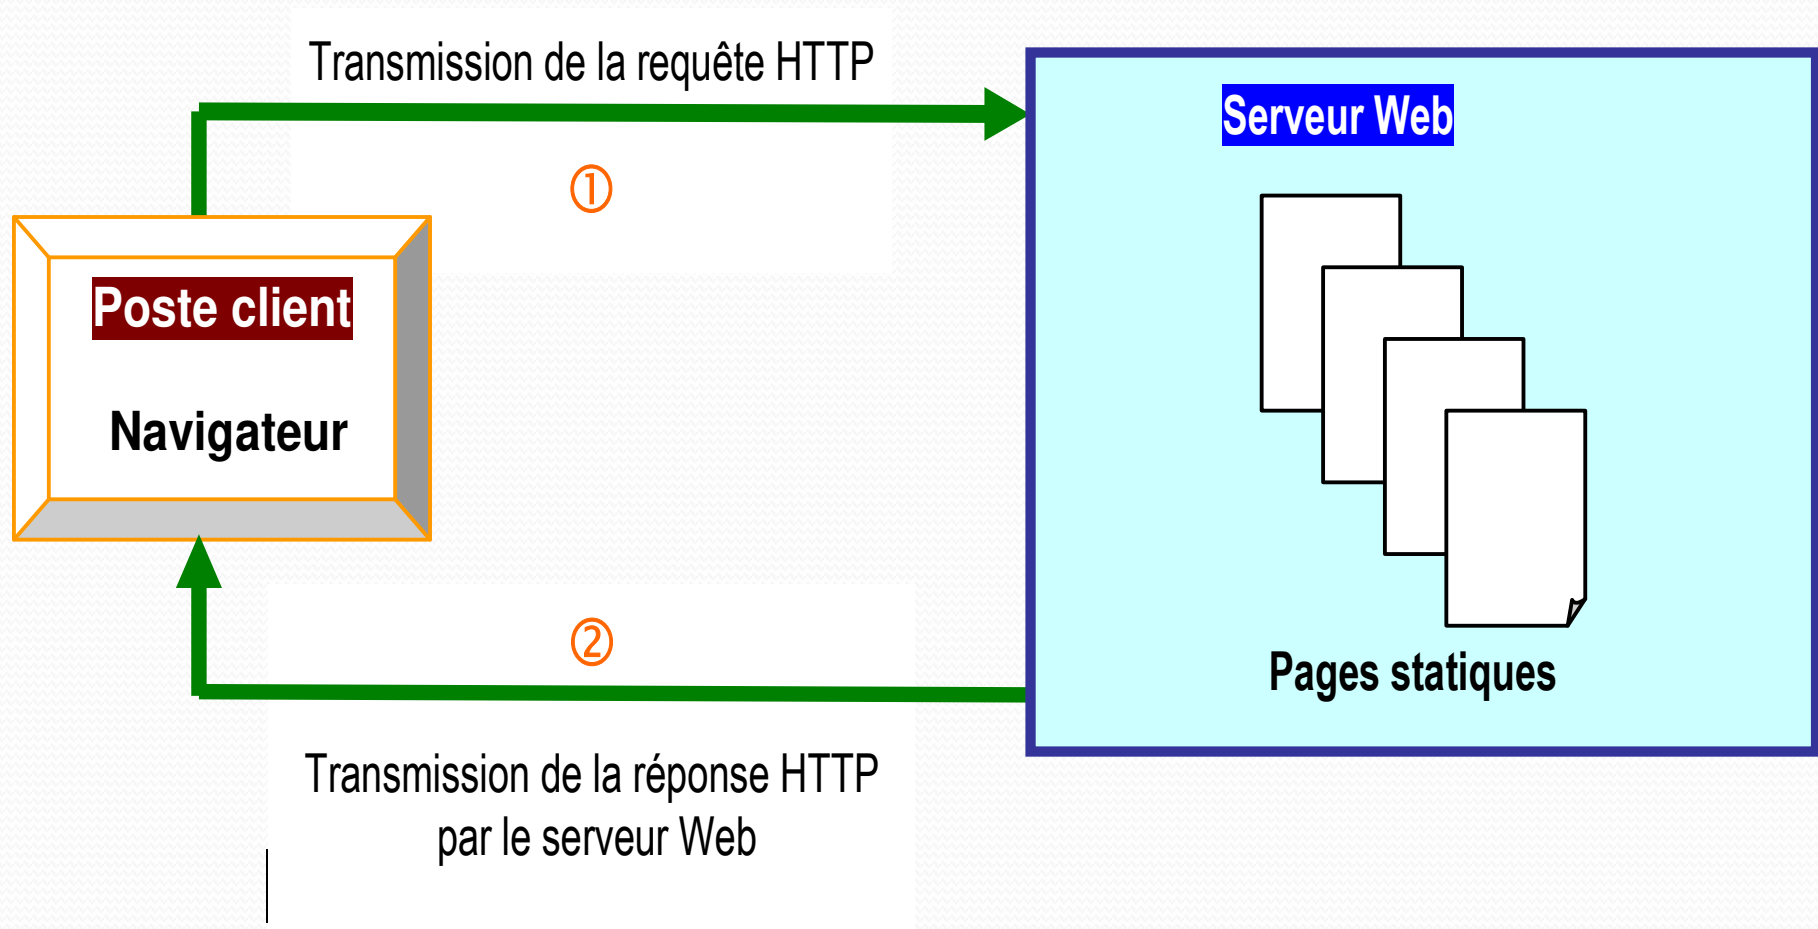 Transmission de la requête HTTP
①
Serveur Web
Poste client
Navigateur
Pages statiques
②
Transmission de la réponse HTTP
par le serveur Web